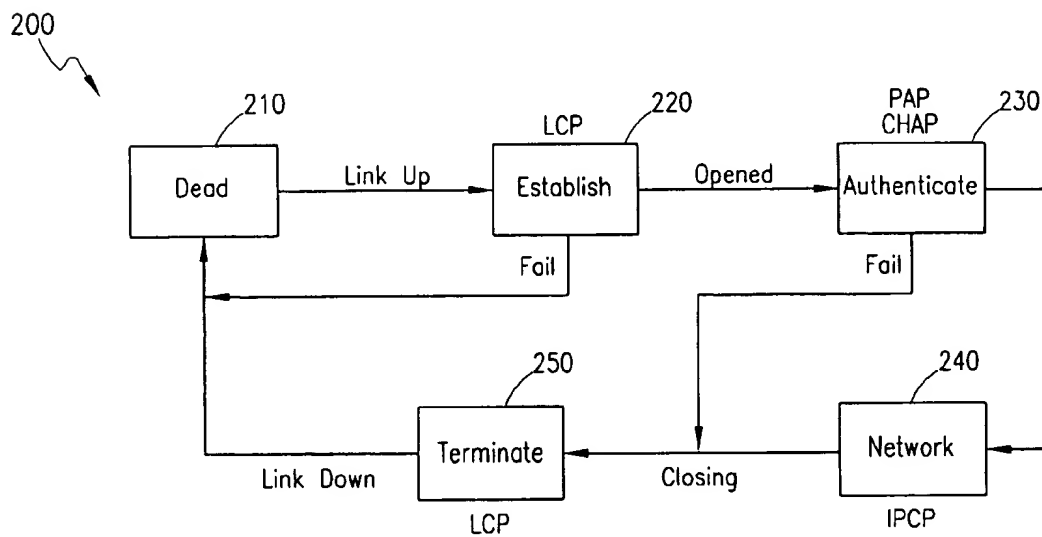 200
210
Dead
Link Up
LCP
220
Establish
Opened
PAP
CHAP
230
Authenticate
Fail
Fail
250
Terminate
LCP
Link Down
Closing
240
Network
IPCP